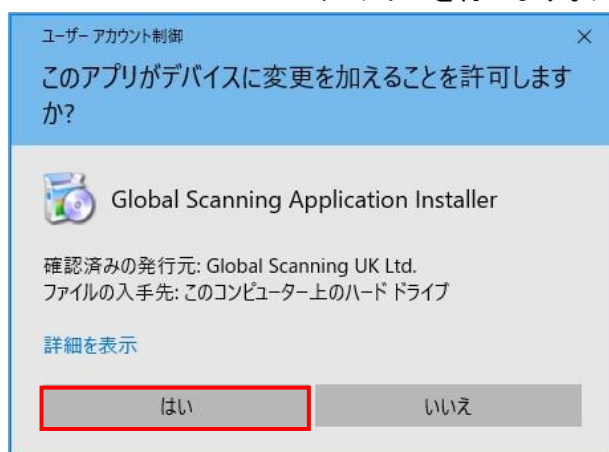 ユーザー アカウント制御
このアプリがデバイスに変更を加えることを許可します
か?
Global Scanning Application Installer
確認済みの発行元: Global Scanning UK Ltd.
ファイルの入手先: このコンピューター上のハード ドライブ
詳細を表示
はい
いいえ